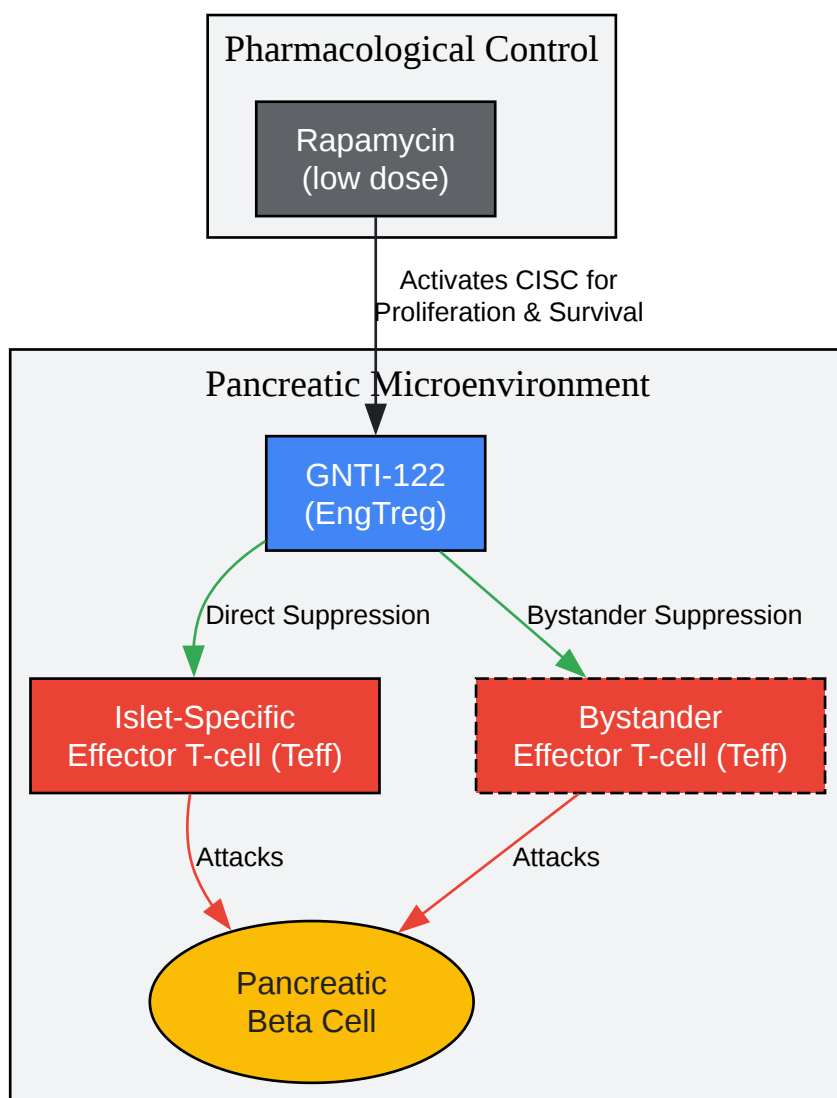 Pharmacological Control
Rapamycin
(low dose)
Activates CISC for
Proliferation & Survival
Pancreatic Microenvironment
GNTI-122
(EngTreg)
Direct Suppression
Bystander Suppression
Islet-Specific
Effector T-cell (Teff)
Bystander
Effector T-cell (Teff)
Attacks
Attacks
Pancreatic
Beta Cell